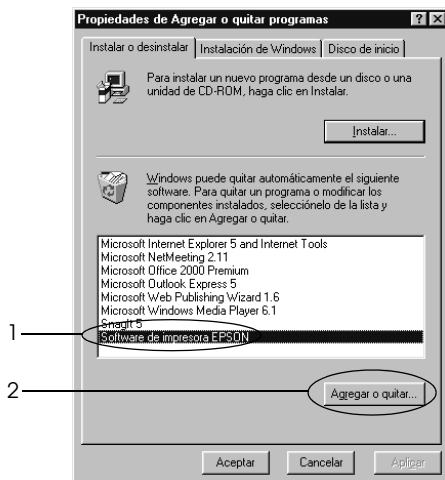 Propiedades de Agregar o quitar programas
Instalar o desinstalar
Instalación de Windows
Disco de inicio
Para instalar un nuevo programa desde un disco o una
unidad de CD-ROM, haga clic en Instalar.
Instalar...
Windows puede quitar automáticamente el siguiente
software. Para quitar un programa o modificar los
componentes instalados, selecciónelo de la lista y
haga clic en Agregar o quitar.
Microsoft Internet Explorer 5 and Internet Tools
Microsoft NetMeeting 2.11
Microsoft Office 2000 Premium
Microsoft Outlook Express 5
Microsoft Web Publishing Wizard 1.6
Microsoft Windows Media Player 6.1
SnagIt 5
1
Software de impresora EPSON
2
Agregar o quitar...
Aceptar
Cancelar
Aplicar